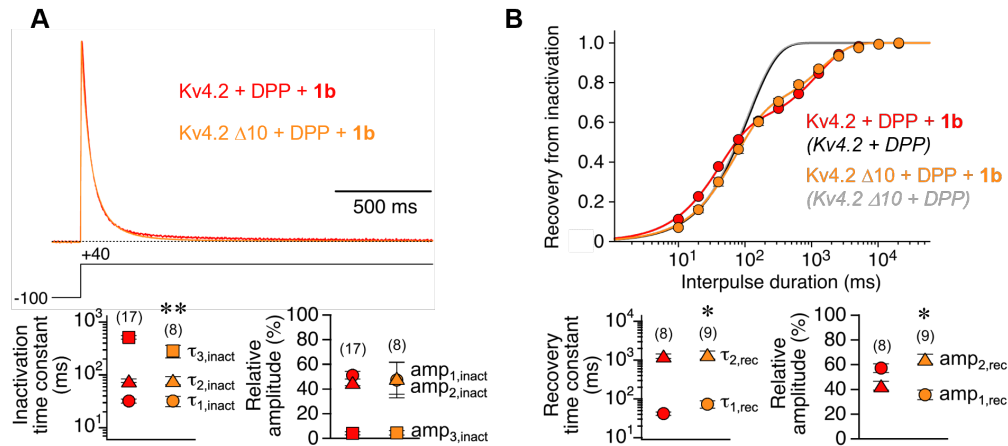 A
Kv4.2 + DPP + 1b
Kv4.2 Δ10 + DPP + 1b
500 ms
+40
-100
Inactivation time constant (ms)
10³
10²
10¹
(17)
**
(8)
τ3,inact
τ2,inact
τ1,inact
Relative amplitude (%)
100
80
60
40
20
0
(17)
(8)
amp1,inact
amp2,inact
amp3,inact
B
Recovery from inactivation
1.0
0.8
0.6
0.4
0.2
0
Kv4.2 + DPP + 1b
(Kv4.2 + DPP)
Kv4.2 Δ10 + DPP + 1b
(Kv4.2 Δ10 + DPP)
10¹ 10² 10³ 10⁴
Interpulse duration (ms)
Recovery time constant (ms)
10⁴
10³
10²
10¹
(8)
*
(9)
τ2,rec
τ1,rec
Relative amplitude (%)
100
80
60
40
20
0
(8)
*
(9)
amp2,rec
amp1,rec